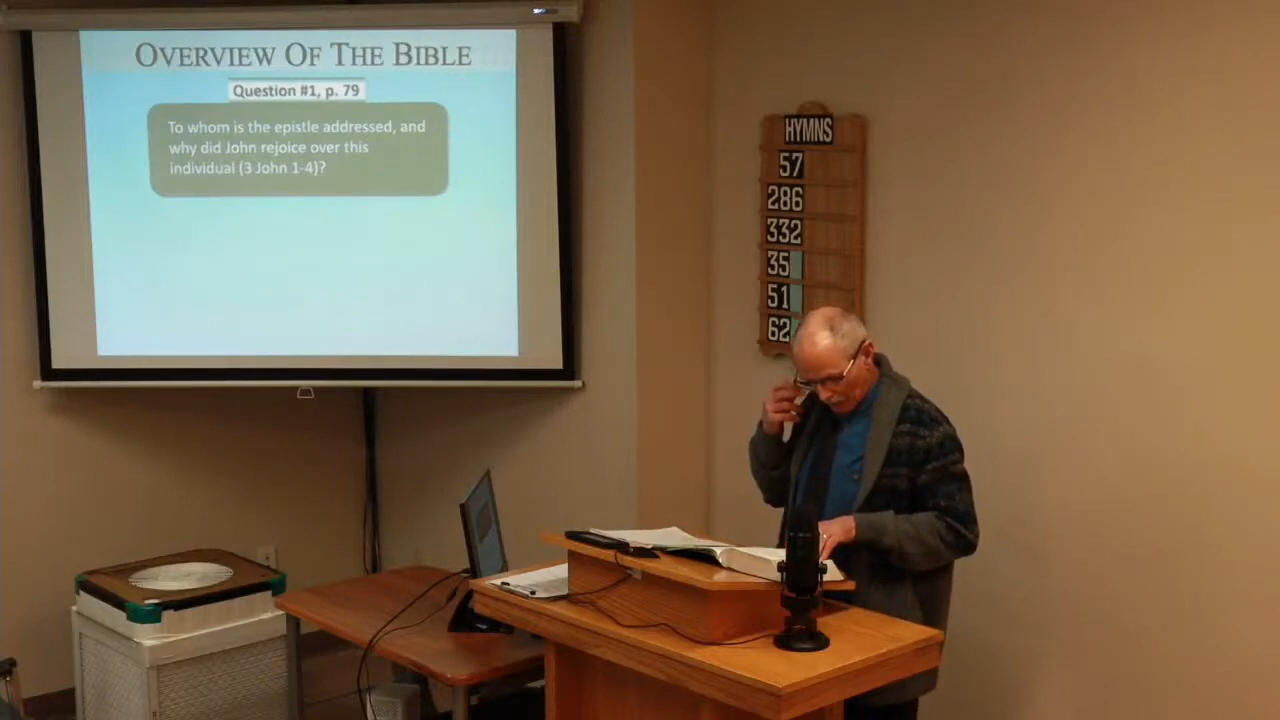 OVERVIEW OF THE BIBLE
Question #1, p. 79
To whom is the epistle addressed, and
why did John rejoice over this
individual (3 John 1-4)?
HYMNS
57
286
332
35
51
62